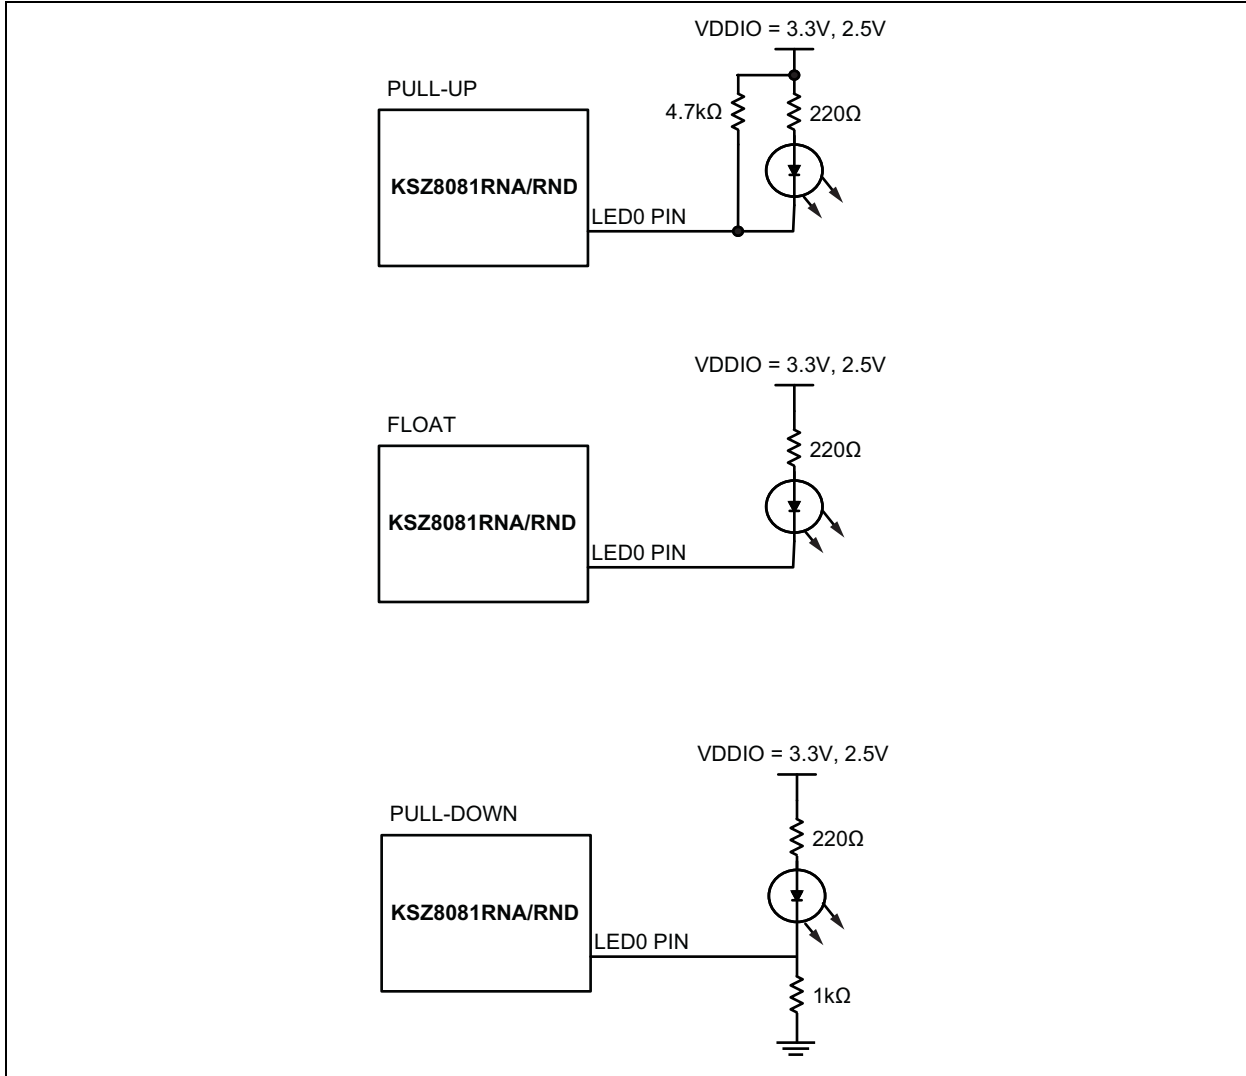 VDDIO = 3.3V, 2.5V
PULL-UP
4.7kΩ
220Ω
KSZ8081RNA/RND
LED0 PIN
VDDIO = 3.3V, 2.5V
FLOAT
220Ω
KSZ8081RNA/RND
LED0 PIN
VDDIO = 3.3V, 2.5V
PULL-DOWN
220Ω
KSZ8081RNA/RND
LED0 PIN
1kΩ